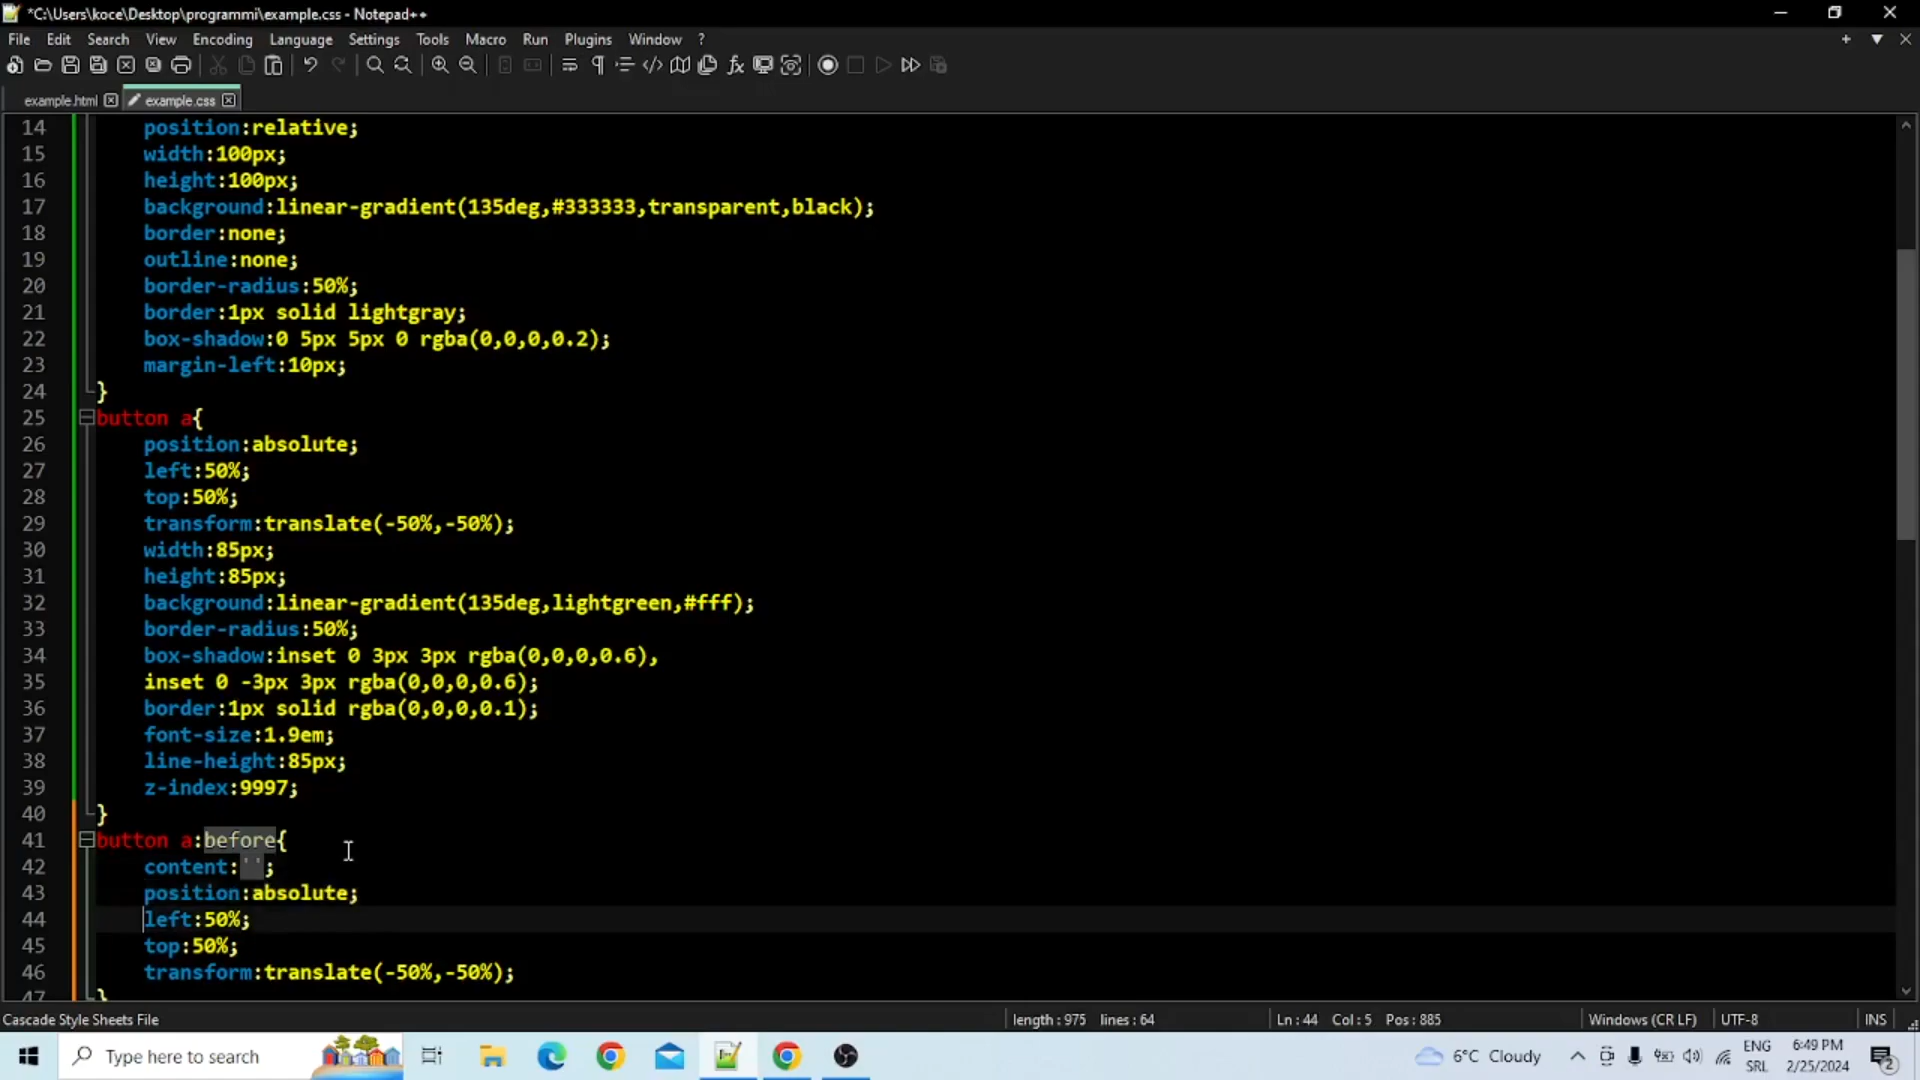 *C:\Users\koce\Desktop\programmi\example.css - Notepad++
File Edit Search View Encoding Language Settings Tools Macro Run Plugins Window ?
example.html example.css
14 position:relative;
15 width:100px;
16 height:100px;
17 background:linear-gradient(135deg,#333333,transparent,black);
18 border:none;
19 outline:none;
20 border-radius:50%;
21 border:1px solid lightgray;
22 box-shadow:0 5px 5px 0 rgba(0,0,0,0.2);
23 margin-left:10px;
24 }
25 button a{
26 position:absolute;
27 left:50%;
28 top:50%;
29 transform:translate(-50%,-50%);
30 width:85px;
31 height:85px;
32 background:linear-gradient(135deg,lightgreen,#fff);
33 border-radius:50%;
34 box-shadow:inset 0 3px 3px rgba(0,0,0,0.6),
35 inset 0 -3px 3px rgba(0,0,0,0.6);
36 border:1px solid rgba(0,0,0,0.1);
37 font-size:1.9em;
38 line-height:85px;
39 z-index:9997;
40 }
41 button a:before{
42 content:'';
43 position:absolute;
44 left:50%;
45 top:50%;
46 transform:translate(-50%,-50%);
47 }
Cascade Style Sheets File length : 975 lines : 64 Ln : 44 Col : 5 Pos : 885 Windows (CR LF) UTF-8 INS
Type here to search 6°C Cloudy ENG 6:49 PM
SRL 2/25/2024 2